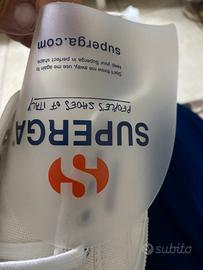 SUPERGA®
PEOPLE'S SHOES OF ITALY
Don't throw me away, use me again to
keep your Superga in perfect shape.
superga.com
subito